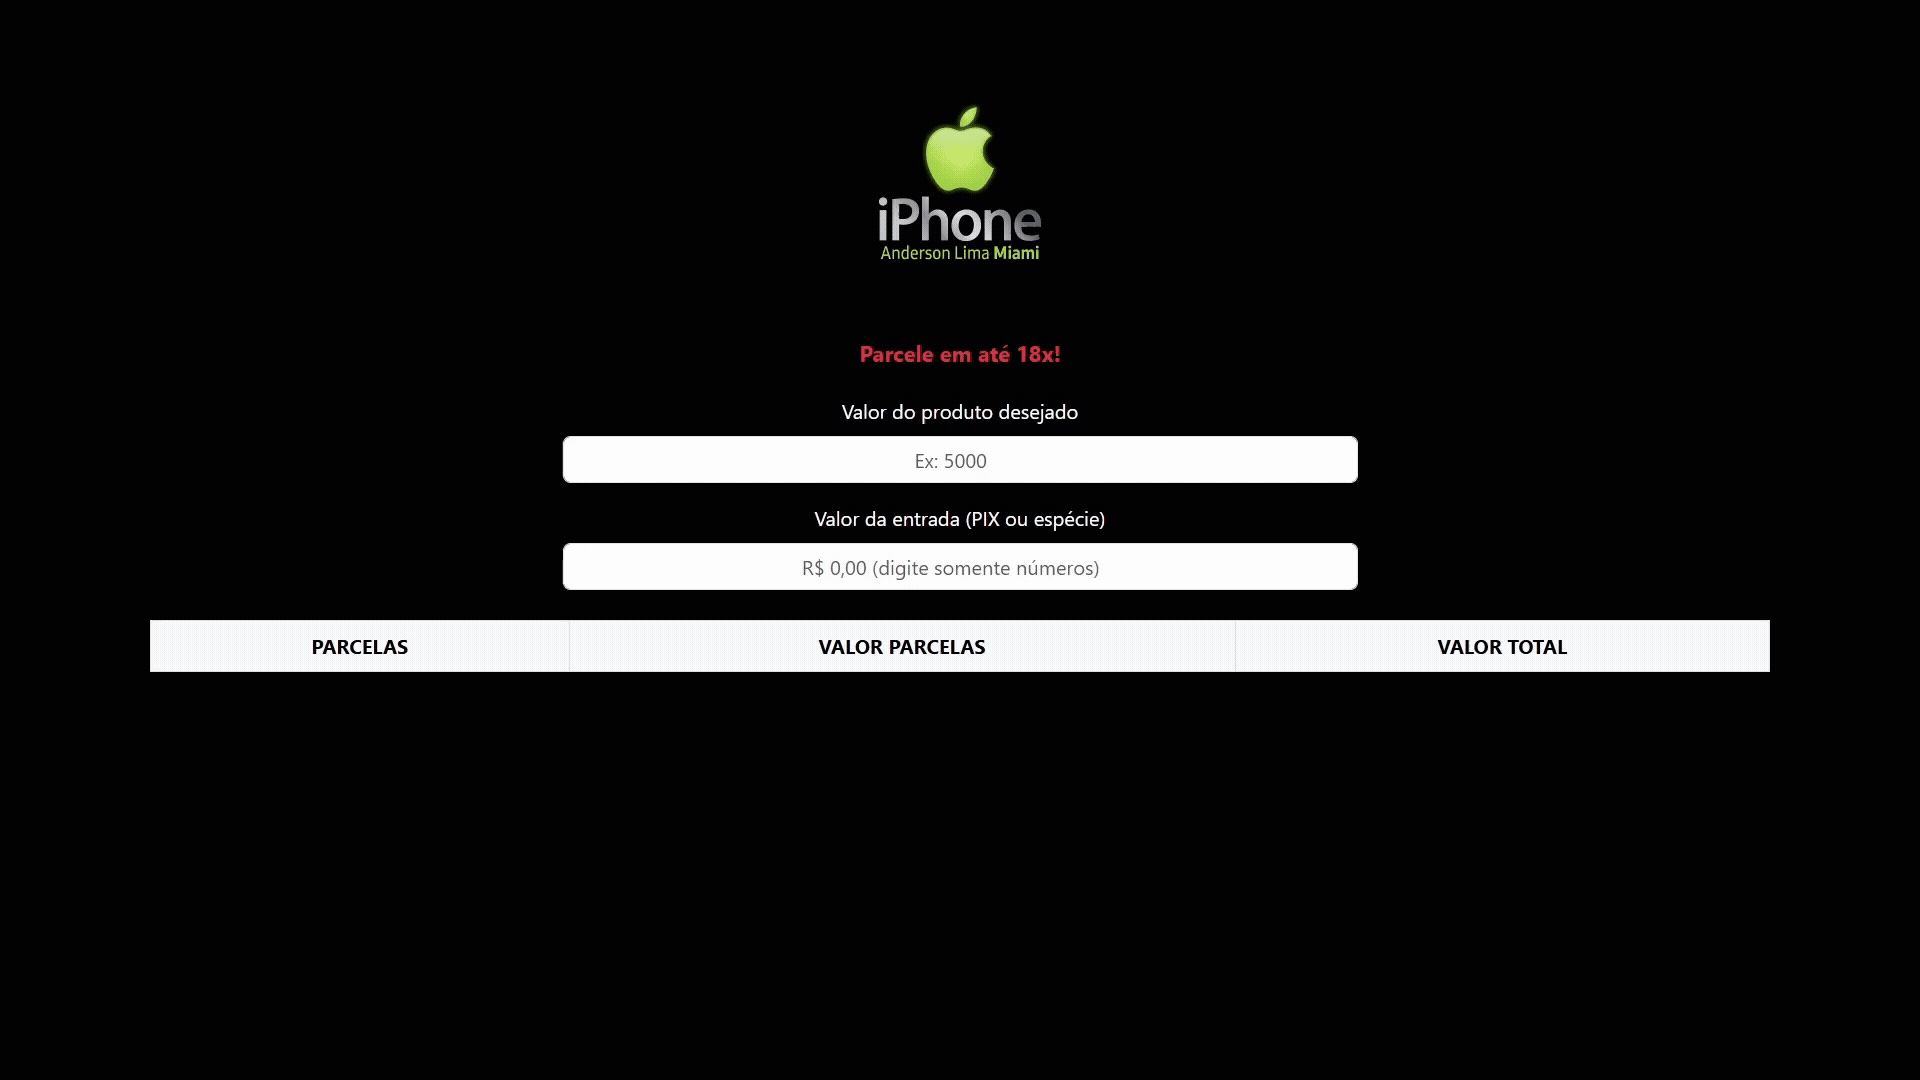 iPhone
Anderson Lima Miami
Parcele em até 18x!
Valor do produto desejado
Ex: 5000
Valor da entrada (PIX ou espécie)
R$ 0,00 (digite somente números)
PARCELAS VALOR PARCELAS VALOR TOTAL